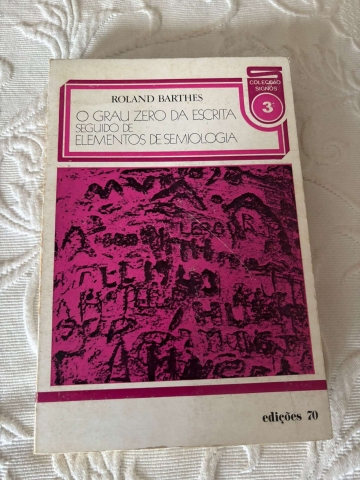 COLECÇÃO
SIGNOS
3
ROLAND BARTHES
O GRAU ZERO DA ESCRITA
SEGUIDO DE
ELEMENTOS DE SEMIOLOGIA
edições 70